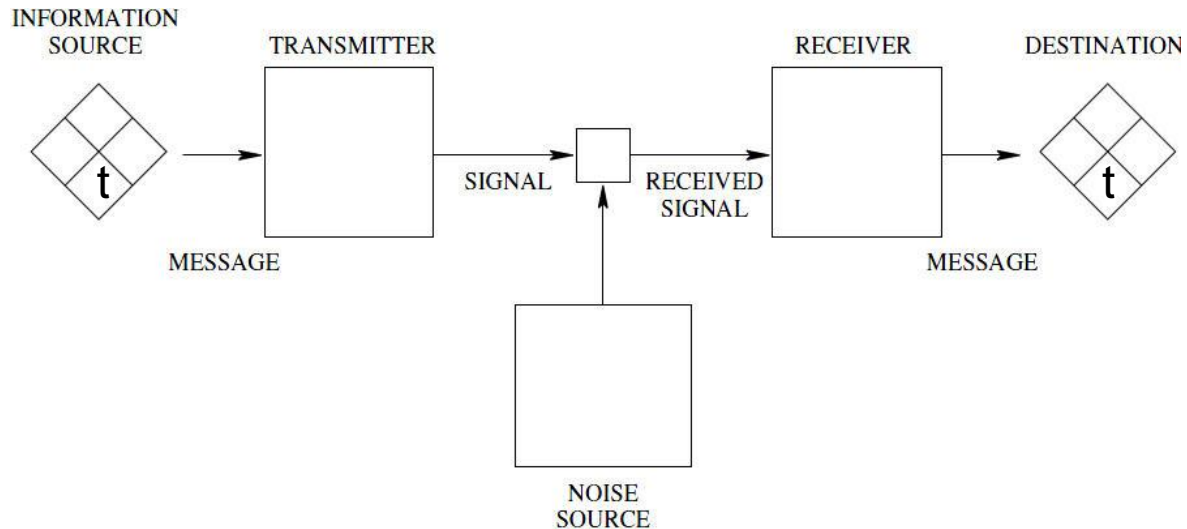 INFORMATION
SOURCE
TRANSMITTER
RECEIVER
DESTINATION
t
t
SIGNAL
RECEIVED
SIGNAL
MESSAGE
MESSAGE
NOISE
SOURCE